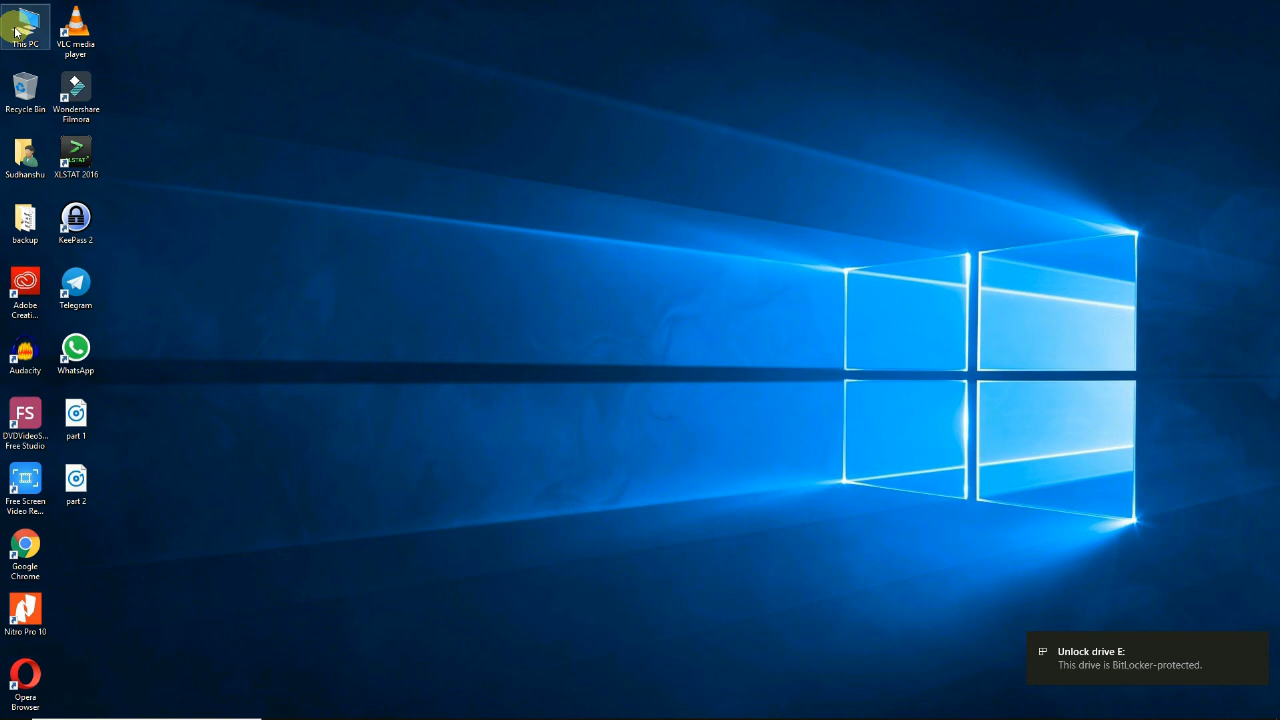 This PC
VLC media
player
Recycle Bin
Wondershare
Filmora
Sudhanshu
XLSTAT
XLSTAT 2016
backup
KeePass 2
Adobe
Creati...
Telegram
Audacity
WhatsApp
FS
DVDVideoS...
Free Studio
part 1
Free Screen
Video Re...
part 2
Google
Chrome
Nitro Pro 10
Opera
Browser
Unlock drive E:
This drive is BitLocker-protected.